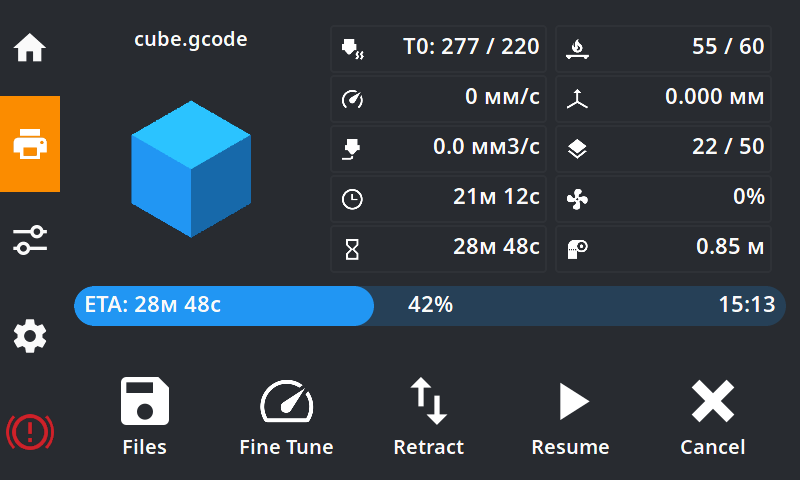 cube.gcode
T0: 277 / 220
55 / 60
0 мм/с
0.000 мм
0.0 мм3/с
22 / 50
21м 12с
0%
28м 48с
0.85 м
ETA: 28м 48с 42% 15:13
Files Fine Tune Retract Resume Cancel